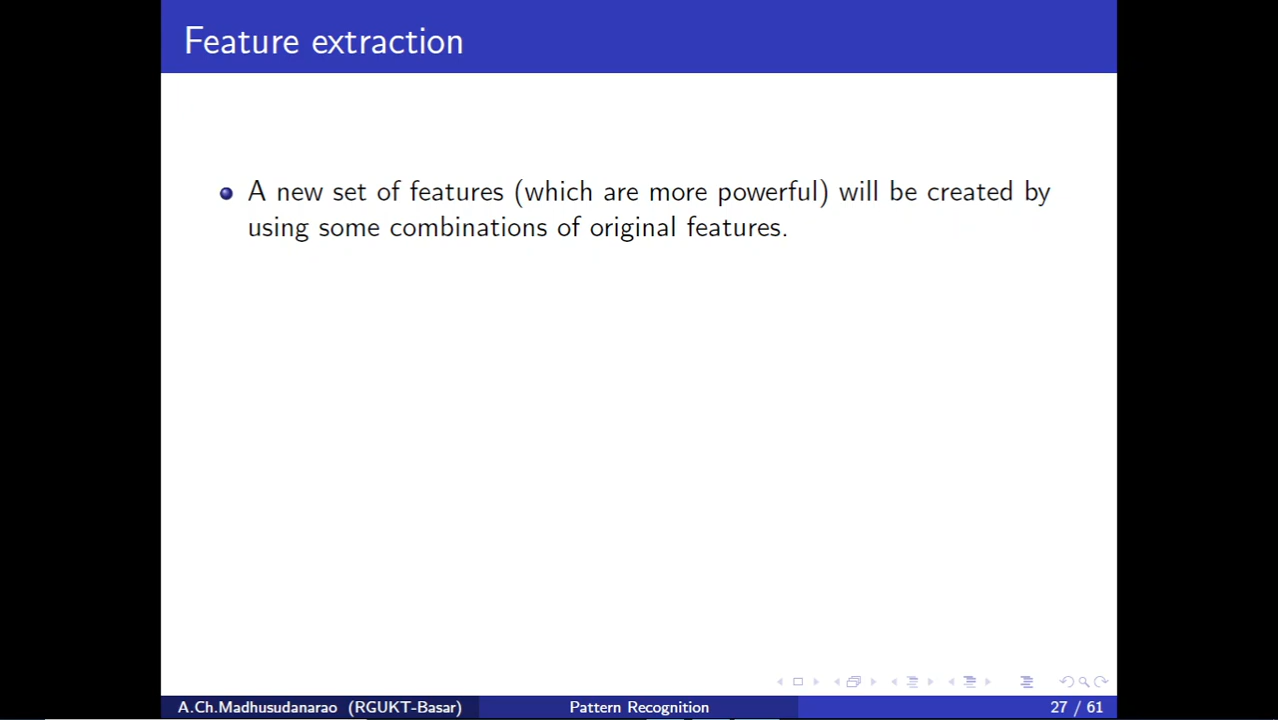 Feature extraction
A new set of features (which are more powerful) will be created by
using some combinations of original features.
A.Ch.Madhusudanarao (RGUKT-Basar) Pattern Recognition 27 / 61